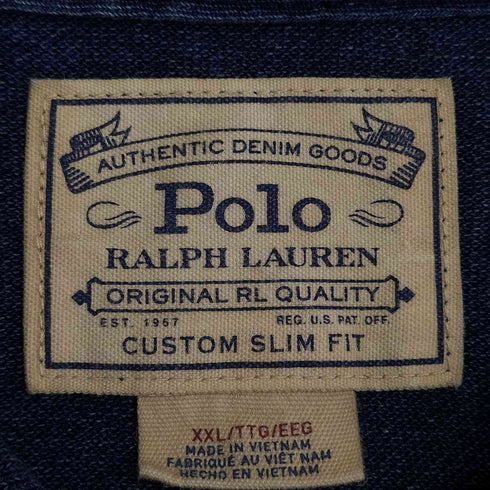 AUTHENTIC DENIM GOODS
Polo
RALPH LAUREN
ORIGINAL RL QUALITY
EST. 1967 REG. U.S. PAT. OFF.
CUSTOM SLIM FIT
XXL/TTG/EEG
MADE IN VIETNAM
FABRIQUÉ AU VIÊT NAM
HECHO EN VIETNAM